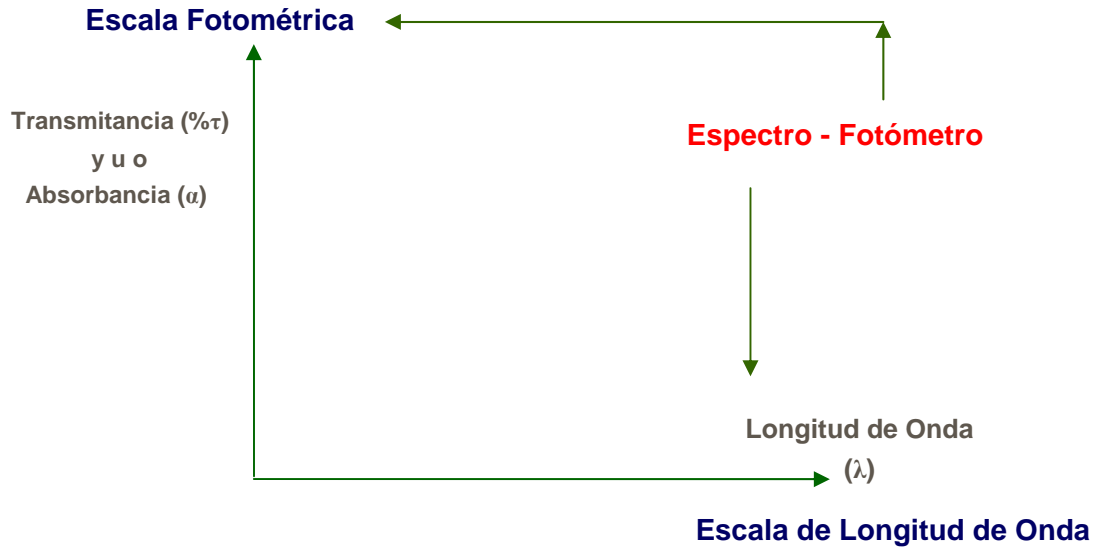 Escala Fotométrica
Transmitancia (%τ)
y u o
Absorbancia (α)
Espectro - Fotómetro
Longitud de Onda
(λ)
Escala de Longitud de Onda